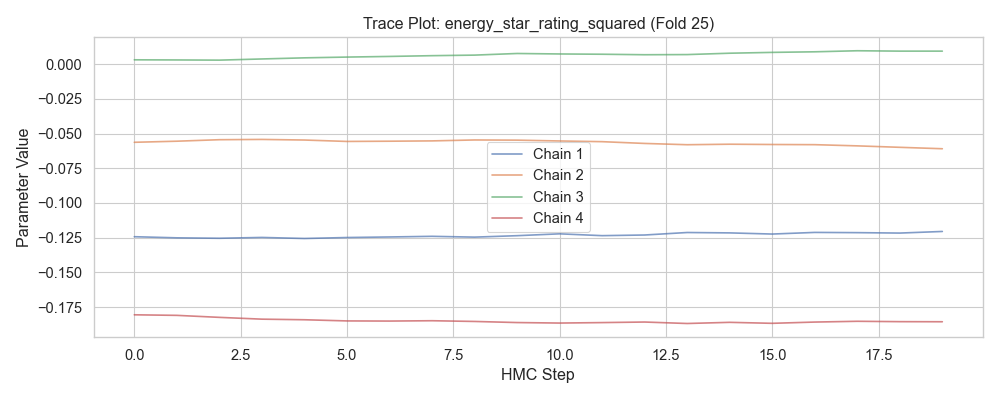 Trace Plot: energy_star_rating_squared (Fold 25)
Parameter Value
0.000
−0.025
−0.050
−0.075
−0.100
−0.125
−0.150
−0.175
Chain 1
Chain 2
Chain 3
Chain 4
0.0 2.5 5.0 7.5 10.0 12.5 15.0 17.5
HMC Step